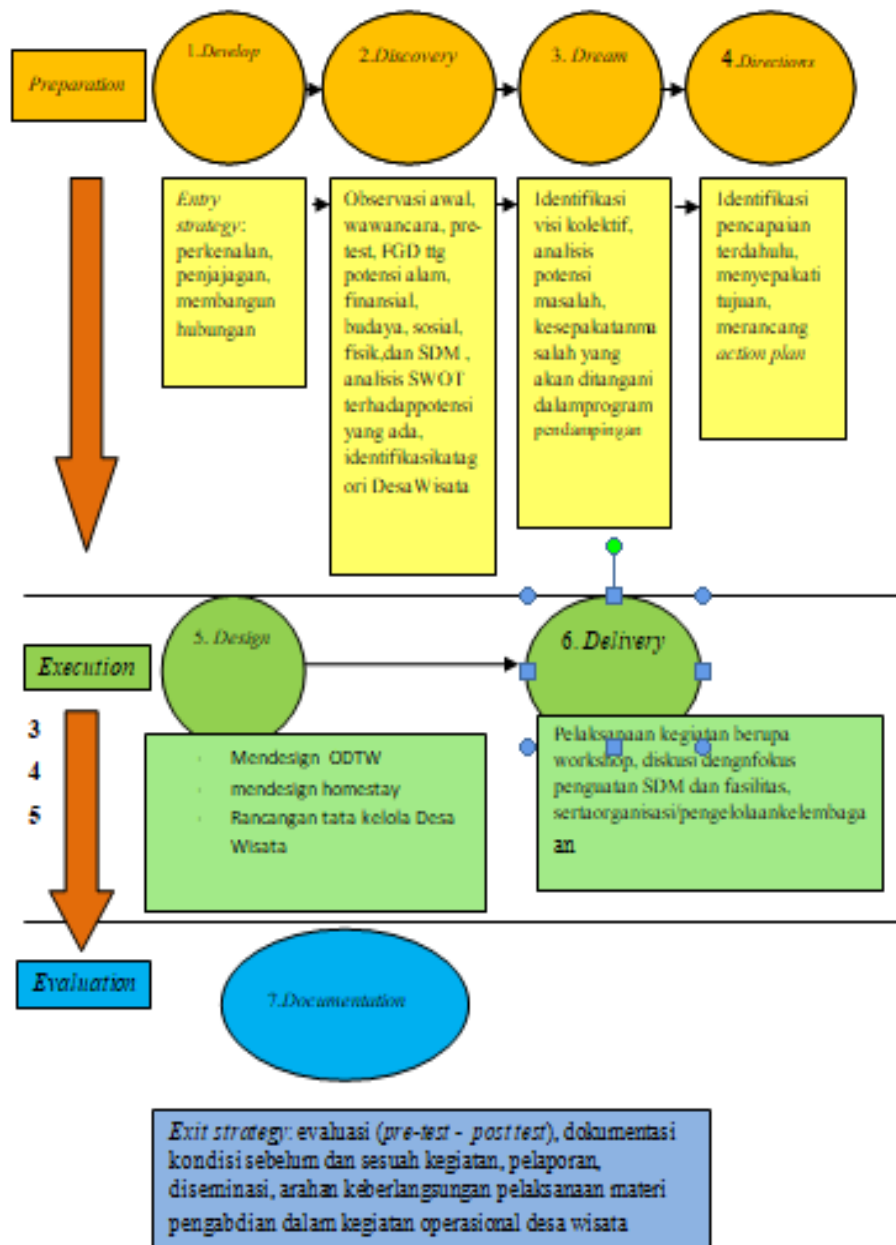 Preparation
1.Develop
2.Discovery
3. Dream
4.Directions
Entry
strategy:
perkenalan,
penjajagan,
membangun
hubungan
Observasi awal,
wawancara, pre-
test, FGD ttg
potensi alam,
finansial,
budaya, sosial,
fisik,dan SDM ,
analisis SWOT
terhadappotensi
yang ada,
identifikasikatag
ori DesaWisata
Identifikasi
visi kolektif,
analisis
potensi
masalah,
kesepakatanma
salah yang
akan ditangani
dalamprogram
pendampingan
Identifikasi
pencapaian
terdahulu,
menyepakati
tujuan,
merancang
action plan
Execution
5. Design
6. Delivery
3
4
5
· Mendesign ODTW
· mendesign homestay
· Rancangan tata kelola Desa
Wisata
Pelaksanaan kegiatan berupa
workshop, diskusi dengnfokus
penguatan SDM dan fasilitas,
sertaorganisasi/pengelolaankelembaga
an
Evaluation
7.Documentation
Exit strategy: evaluasi (pre-test - post test), dokumentasi
kondisi sebelum dan sesuah kegiatan, pelaporan,
diseminasi, arahan keberlangsungan pelaksanaan materi
pengabdian dalam kegiatan operasional desa wisata